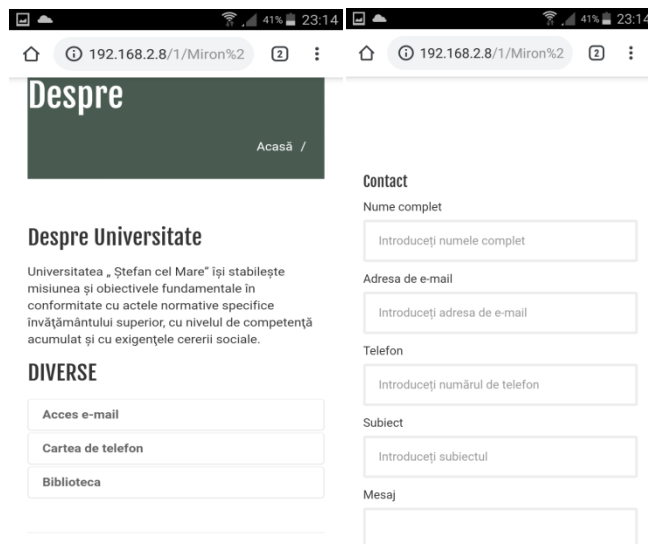 41% 23:14
192.168.2.8/1/Miron%2 2
Despre
Acasă /
Despre Universitate
Universitatea „ Ștefan cel Mare” își stabilește
misiunea și obiectivele fundamentale în
conformitate cu actele normative specifice
învăţământului superior, cu nivelul de competenţă
acumulat și cu exigenţele cererii sociale.
DIVERSE
Acces e-mail
Cartea de telefon
Biblioteca
41% 23:14
192.168.2.8/1/Miron%2 2
Contact
Nume complet
Introduceți numele complet
Adresa de e-mail
Introduceți adresa de e-mail
Telefon
Introduceți numărul de telefon
Subiect
Introduceți subiectul
Mesaj